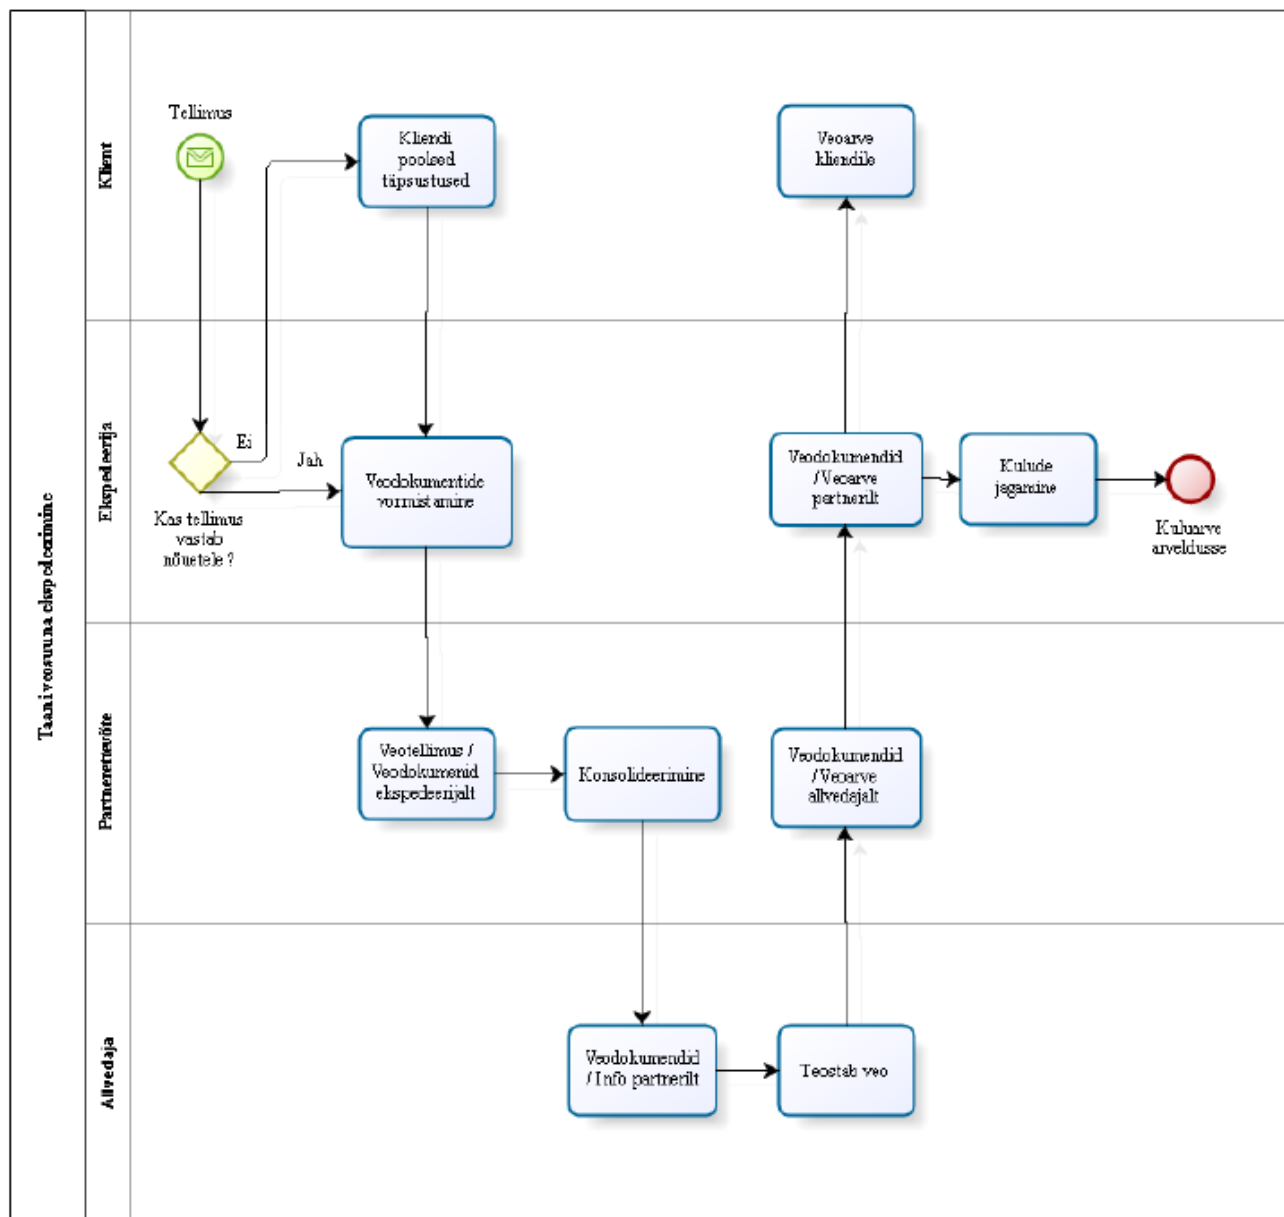 Taani veosuuna ekspedeerimine
Klient
Tellimus
Kliendi
poolsed
täpsustused
Veoarve
kliendile
Ekspedeerija
Ei
Jah
Kas tellimus
vastab
nõuetele ?
Veodokumentide
vormistamine
Veodokumendid
/ Veoarve
partnerilt
Kulude
jagamine
Kuluarve
arveldusse
Partnerettevõte
Veotellimus /
Veodokumenid
ekspedeerijalt
Konsolideerimine
Veodokumendid
/ Veoarve
allvedajalt
Allvedaja
Veodokumendid
/ Info partnerilt
Teostab veo